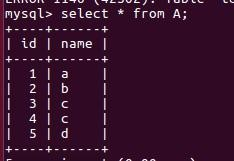 mysql> select * from A;
+----+------+
| id | name |
+----+------+
| 1 | a |
| 2 | b |
| 3 | c |
| 4 | c |
| 5 | d |
+----+------+